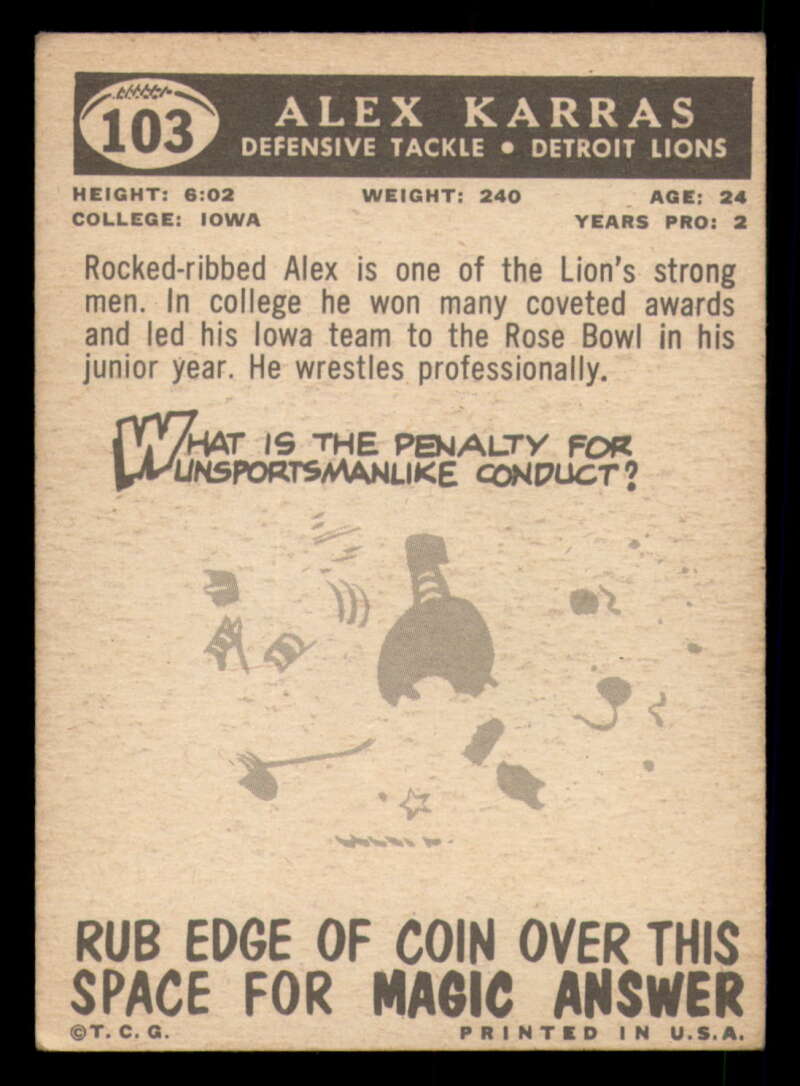 103
ALEX KARRAS
DEFENSIVE TACKLE • DETROIT LIONS
HEIGHT: 6:02 WEIGHT: 240 AGE: 24
COLLEGE: IOWA YEARS PRO: 2
Rocked-ribbed Alex is one of the Lion's strong
men. In college he won many coveted awards
and led his Iowa team to the Rose Bowl in his
junior year. He wrestles professionally.
WHAT IS THE PENALTY FOR
UNSPORTSMANLIKE CONDUCT?
RUB EDGE OF COIN OVER THIS
SPACE FOR MAGIC ANSWER
©T. C. G. PRINTED IN U.S.A.